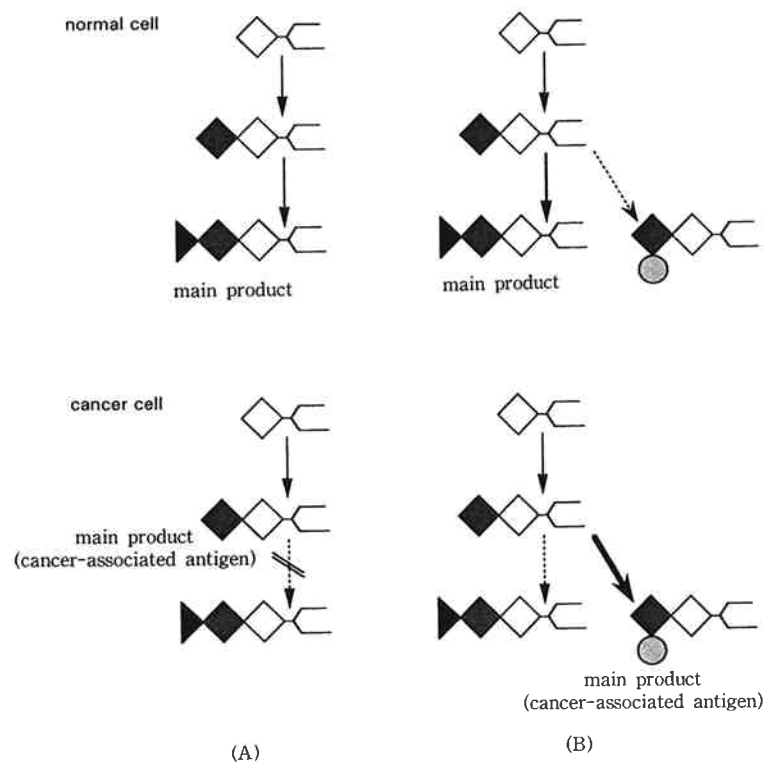 normal cell
main product
main product
cancer cell
main product
(cancer-associated antigen)
main product
(cancer-associated antigen)
(A)
(B)